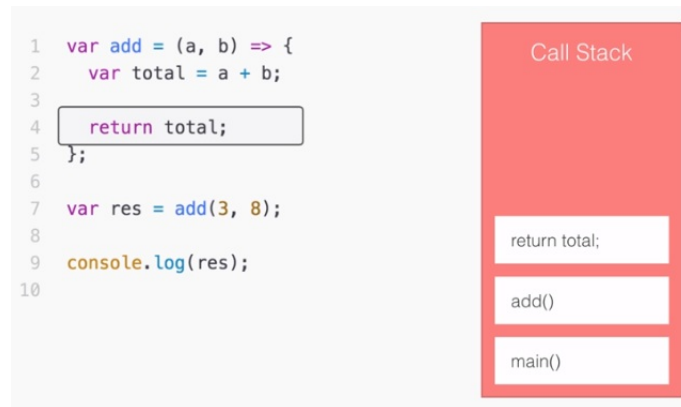 1 var add = (a, b) => {
2 var total = a + b;
3
4 return total;
5 };
6
7 var res = add(3, 8);
8
9 console.log(res);
10
Call Stack
return total;
add()
main()